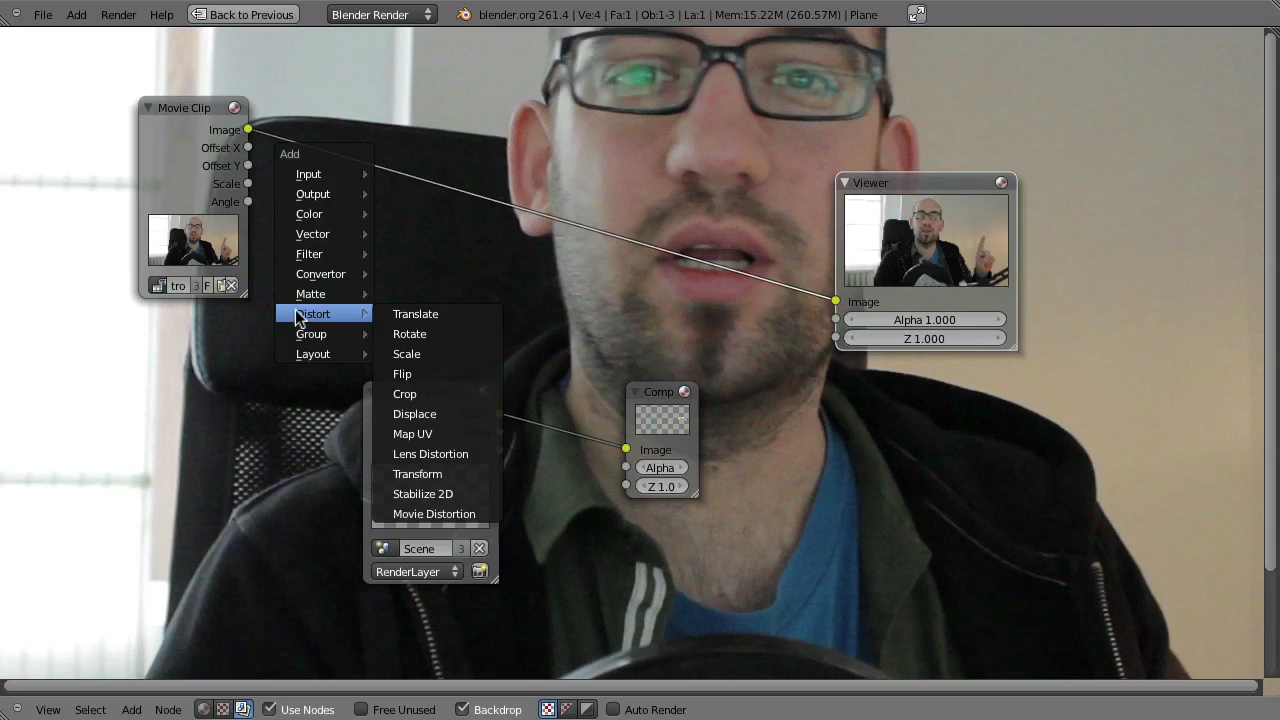 File Add Render Help Back to Previous Blender Render blender.org 261.4 | Ve:4 | Fa:1 | Ob:1-3 | La:1 | Mem:15.22M (260.57M) | Plane
Movie Clip
Image
Offset X
Offset Y
Scale
Angle
tro 3 F
Add
Input
Output
Color
Vector
Filter
Convertor
Matte
Distort
Group
Layout
Translate
Rotate
Scale
Flip
Crop
Displace
Map UV
Lens Distortion
Transform
Stabilize 2D
Movie Distortion
Scene 3
RenderLayer
Comp
Image
Alpha
Z 1.0
Viewer
Image
Alpha 1.000
Z 1.000
View Select Add Node Use Nodes Free Unused Backdrop Auto Render